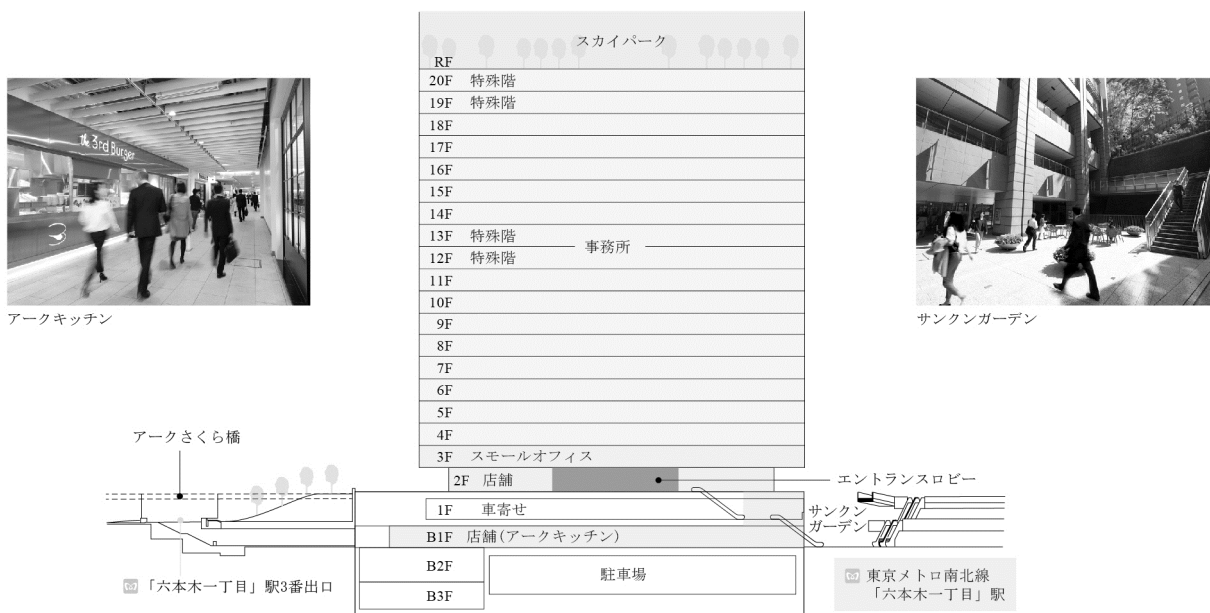 スカイパーク
RF
20F 特殊階
19F 特殊階
18F
17F
16F
15F
14F
13F 特殊階
事務所
12F 特殊階
11F
10F
9F
8F
7F
6F
5F
4F
3F スモールオフィス
2F 店舗
エントランスロビー
1F 車寄せ
B1F 店舗(アークキッチン)
B2F
B3F
駐車場
the 3rd Burger
アークキッチン
サンクンガーデン
アークさくら橋
サンクン
ガーデン
「六本木一丁目」駅3番出口
東京メトロ南北線
「六本木一丁目」駅